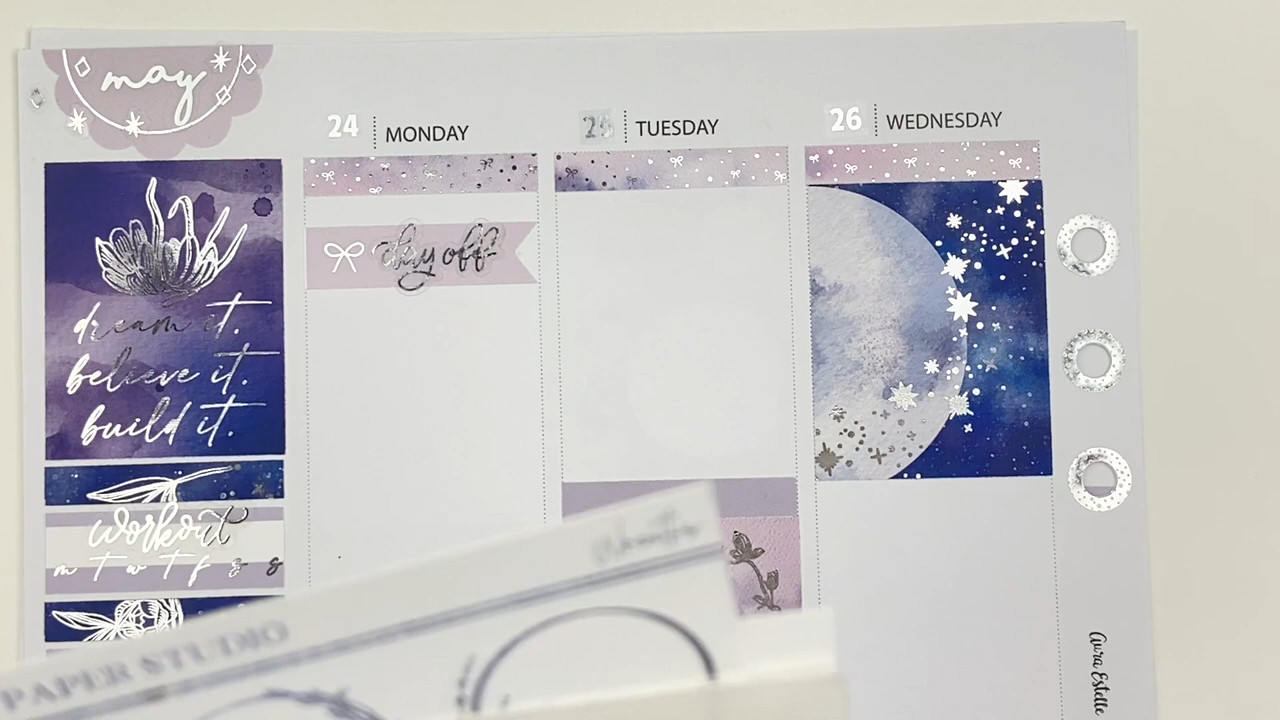 may
24 MONDAY
25 TUESDAY
26 WEDNESDAY
day off
dream it.
believe it.
build it.
workout
m t w t f s s
PAPER STUDIO
Aura Estelle